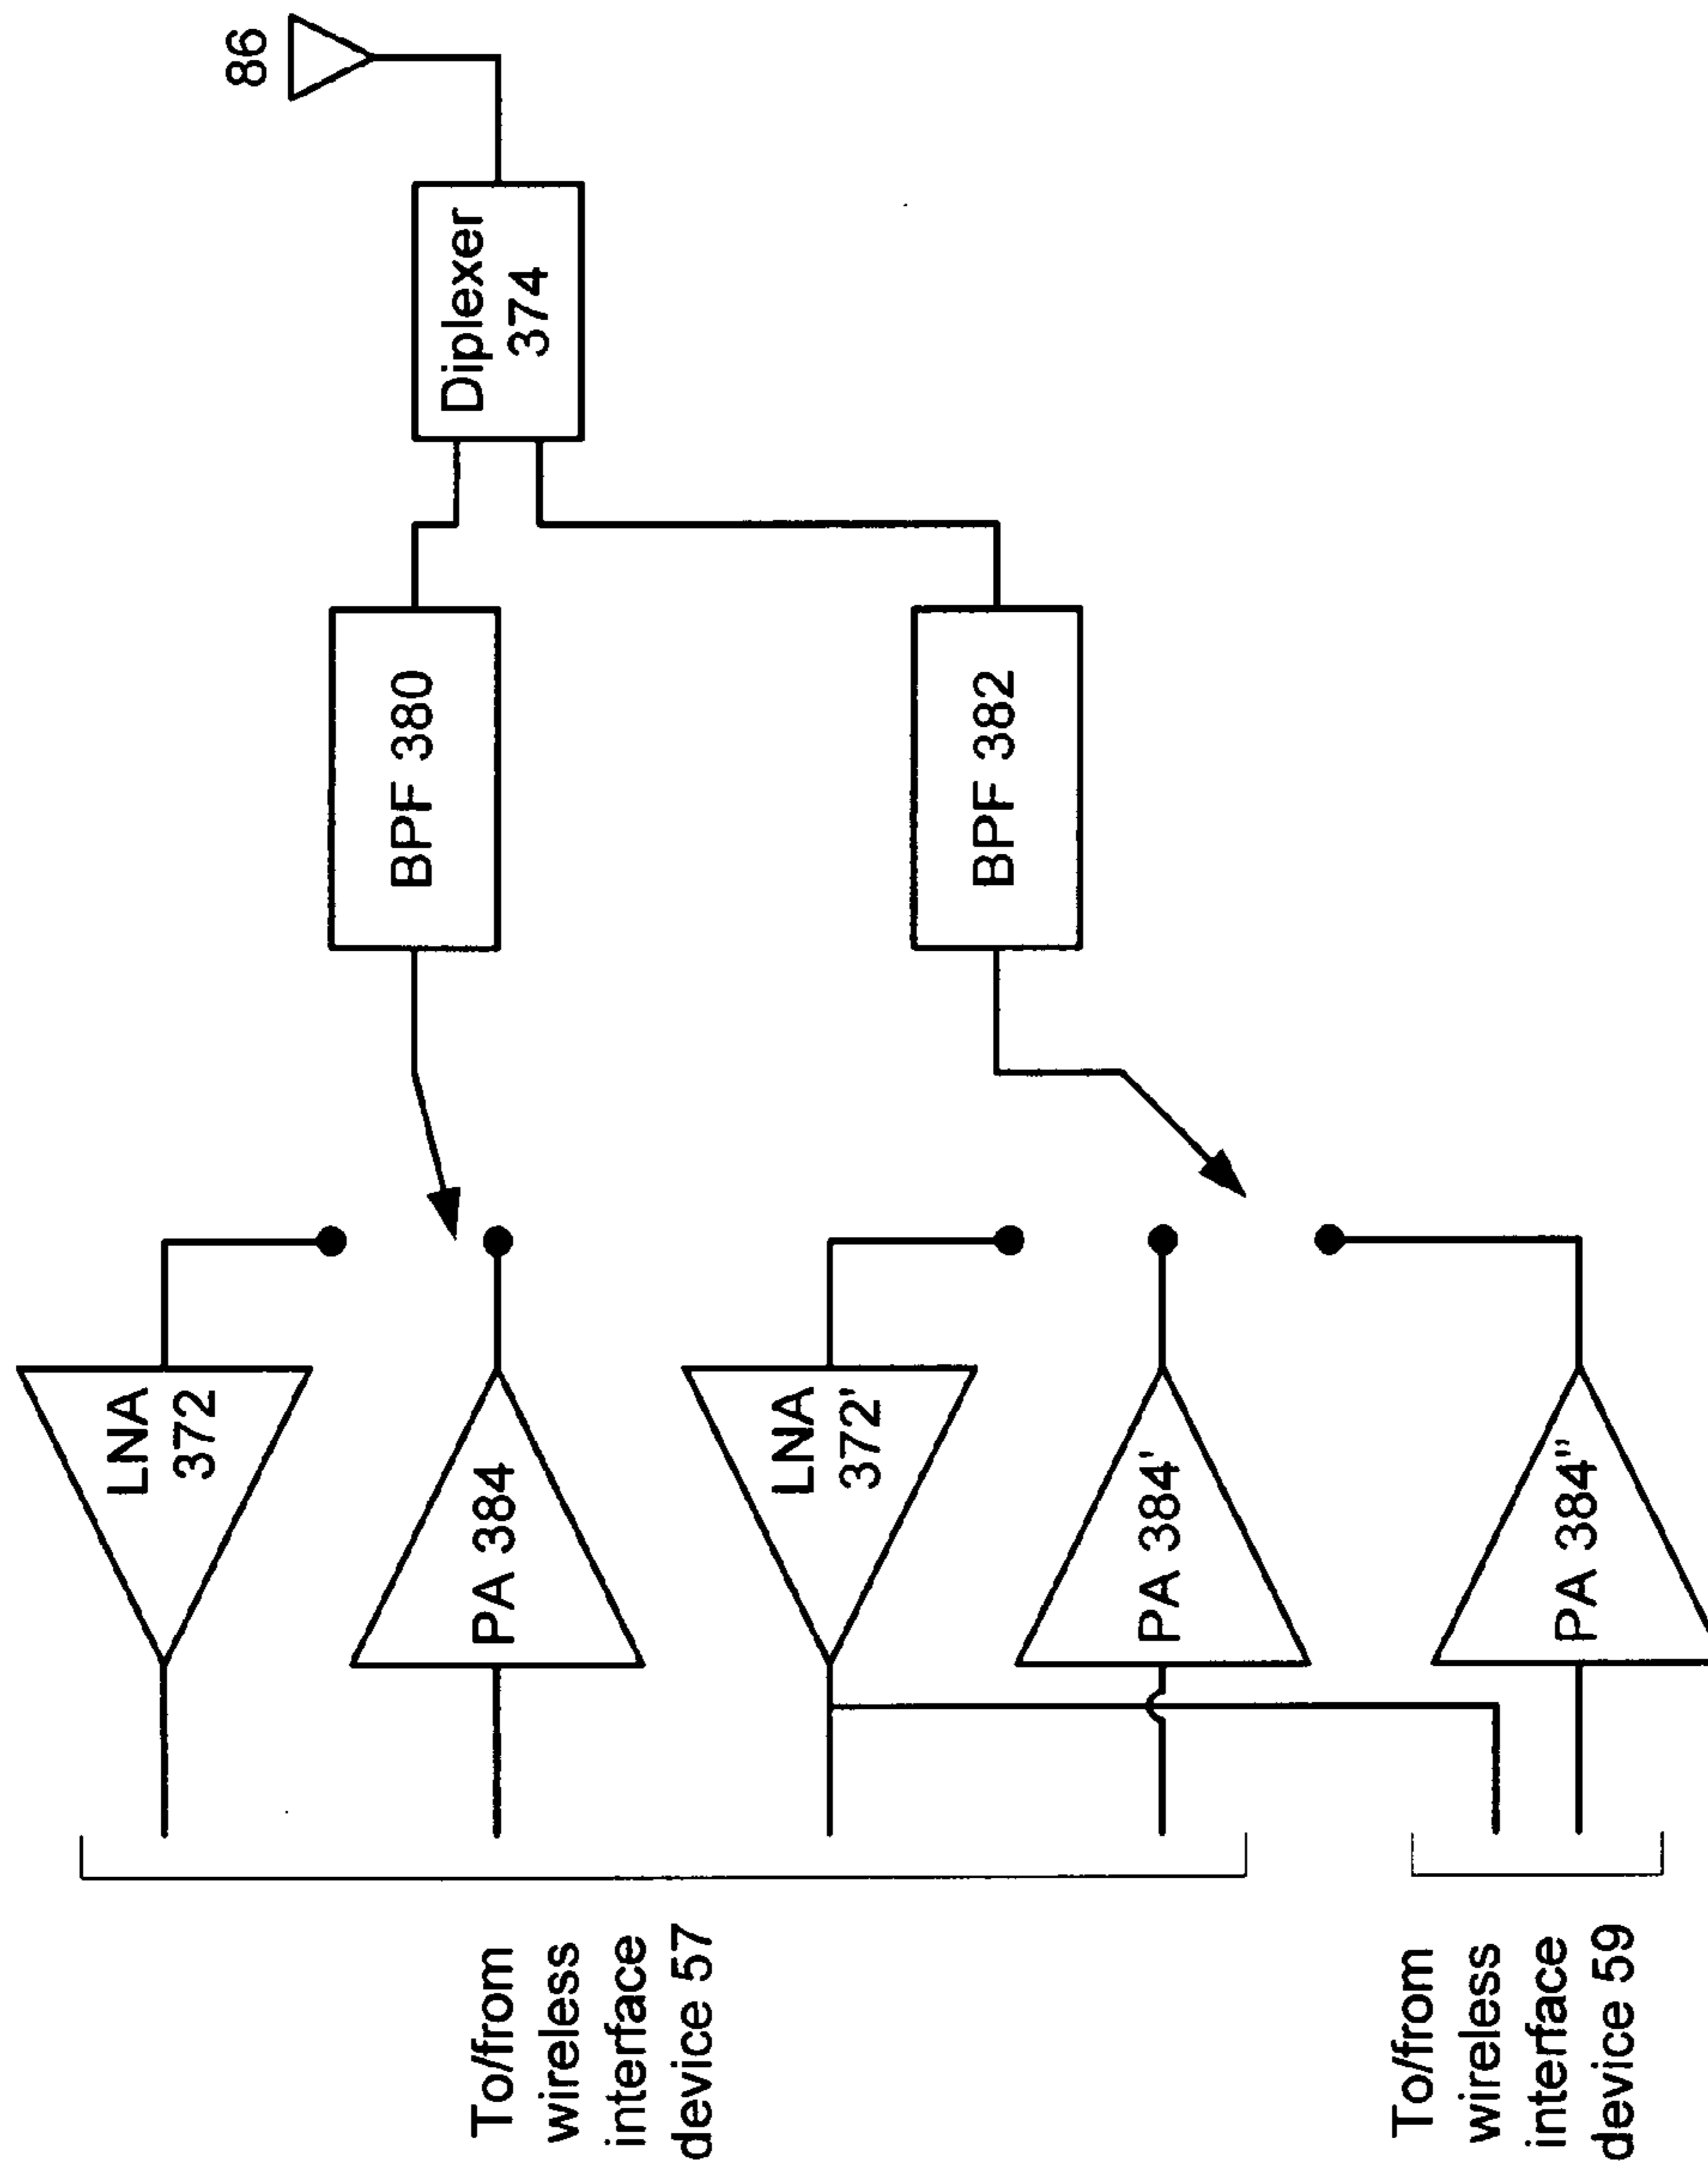 To/from
wireless
interface
device 57
To/from
wireless
interface
device 59
LNA
372
PA 384
LNA
372'
PA 384'
PA 384"
BPF 380
BPF 382
Diplexer
374
86